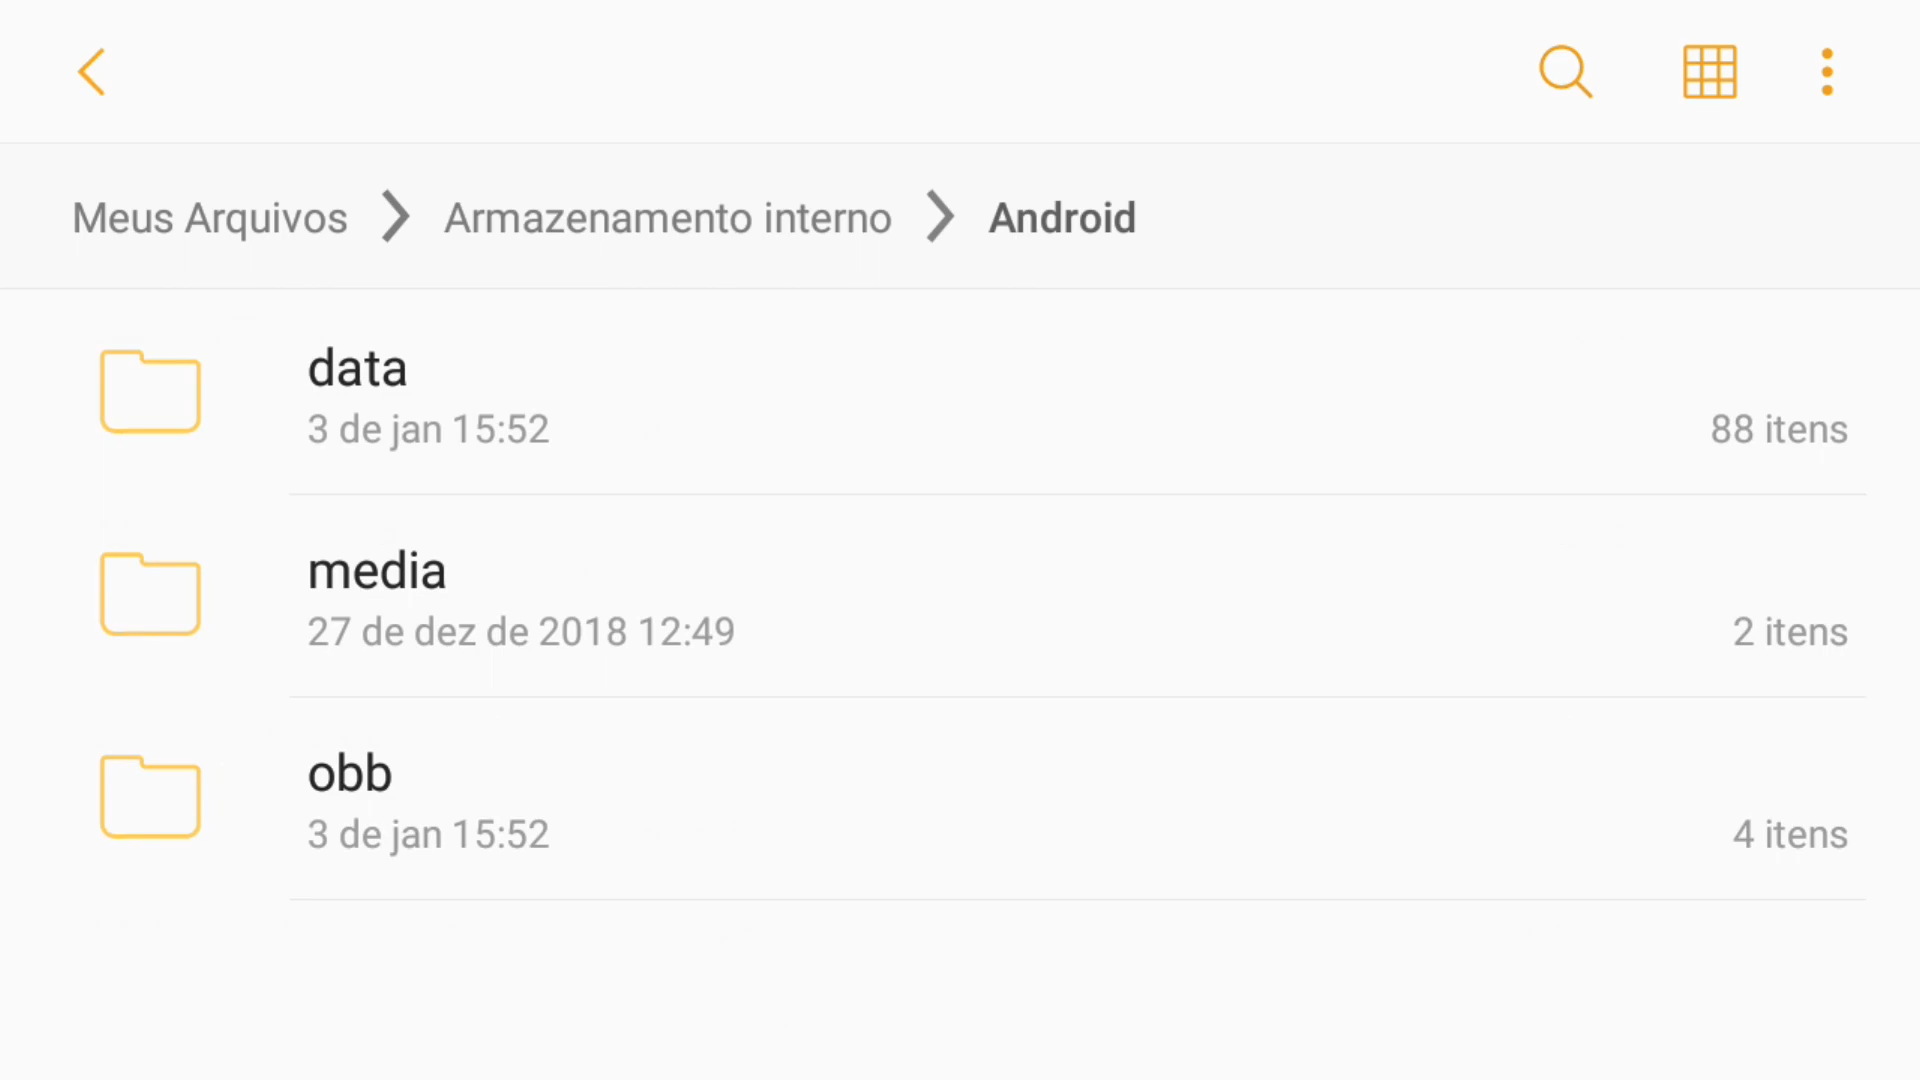 Meus Arquivos Armazenamento interno Android
data
3 de jan 15:52 88 itens
media
27 de dez de 2018 12:49 2 itens
obb
3 de jan 15:52 4 itens